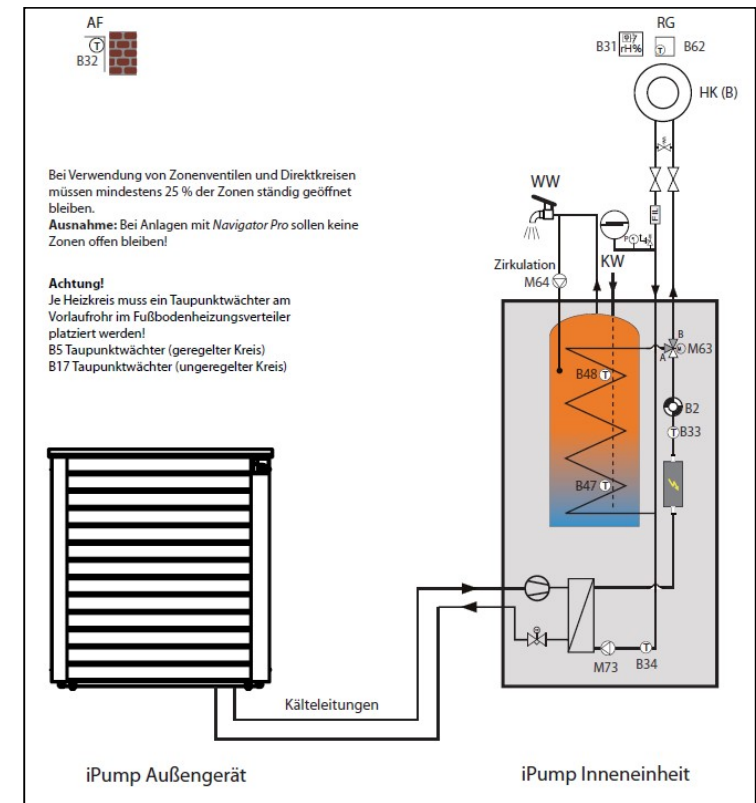 AF
T
B32
RG
B31
rH%
T
B62
HK (B)
Bei Verwendung von Zonenventilen und Direktkreisen
müssen mindestens 25 % der Zonen ständig geöffnet
bleiben.
Ausnahme: Bei Anlagen mit Navigator Pro sollen keine
Zonen offen bleiben!
Achtung!
Je Heizkreis muss ein Taupunktwächter am
Vorlaufrohr im Fußbodenheizungsverteiler
platziert werden!
B5 Taupunktwächter (geregelter Kreis)
B17 Taupunktwächter (ungeregelter Kreis)
WW
FIL
P
Zirkulation
M64
KW
B
A
M63
B48 T
B2
T B33
B47 T
M73
T
B34
Kälteleitungen
iPump Außengerät
iPump Inneneinheit